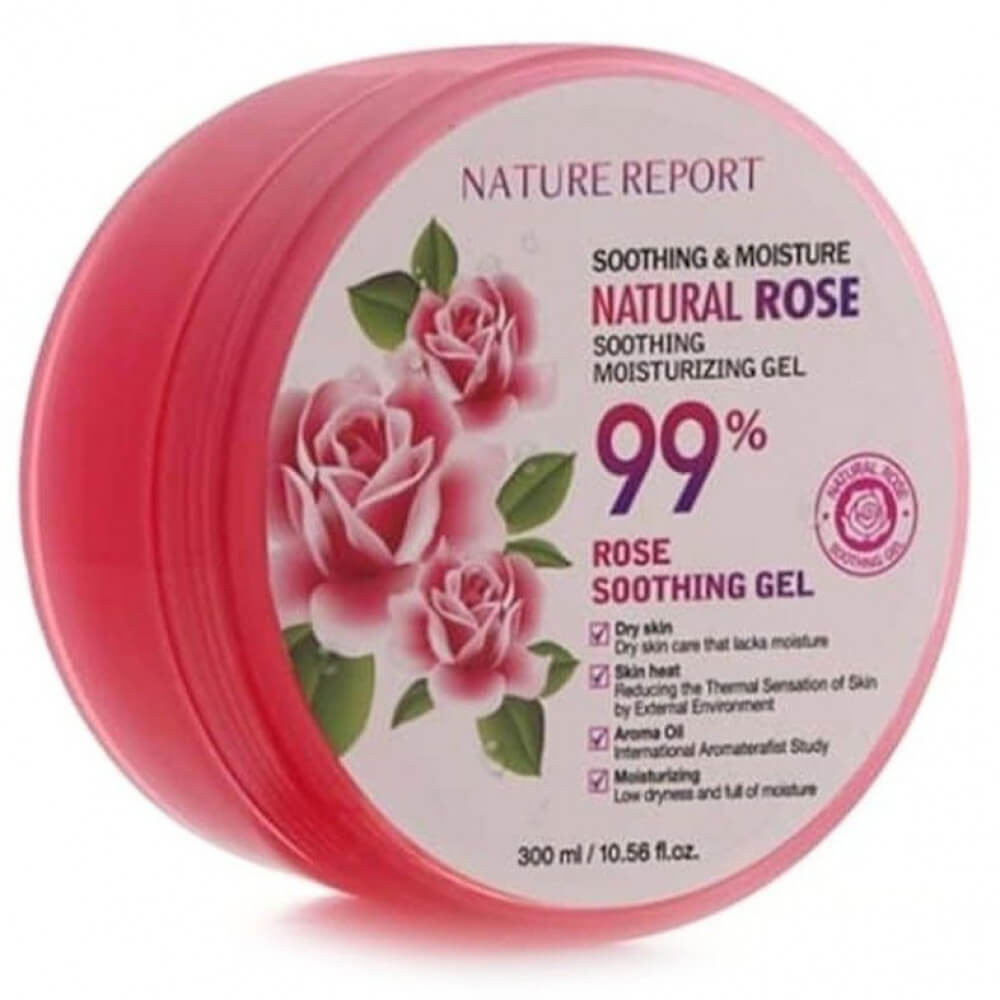 NATURE REPORT
SOOTHING & MOISTURE
NATURAL ROSE
SOOTHING
MOISTURIZING GEL
99%
ROSE
SOOTHING GEL
NATURAL ROSE
SOOTHING GEL
Dry skin
Dry skin care that lacks moisture
Skin heat
Reducing the Thermal Sensation of Skin
by External Environment
Aroma Oil
International Aromaterafist Study
Moisturizing
Low dryness and full of moisture
300 ml / 10.56 fl.oz.